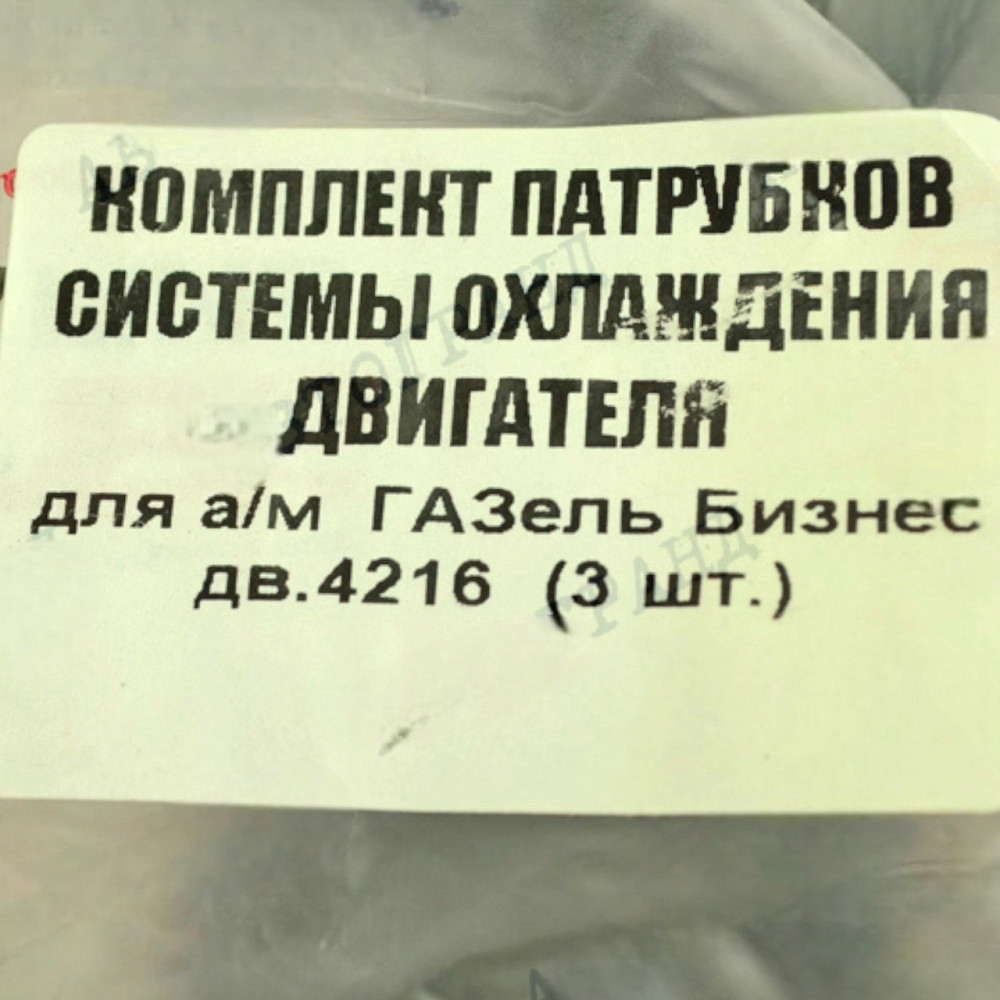 КОМПЛЕКТ ПАТРУБКОВ
СИСТЕМЫ ОХЛАЖДЕНИЯ
ДВИГАТЕЛЯ
для а/м ГАЗель Бизнес
дв.4216 (3 шт.)